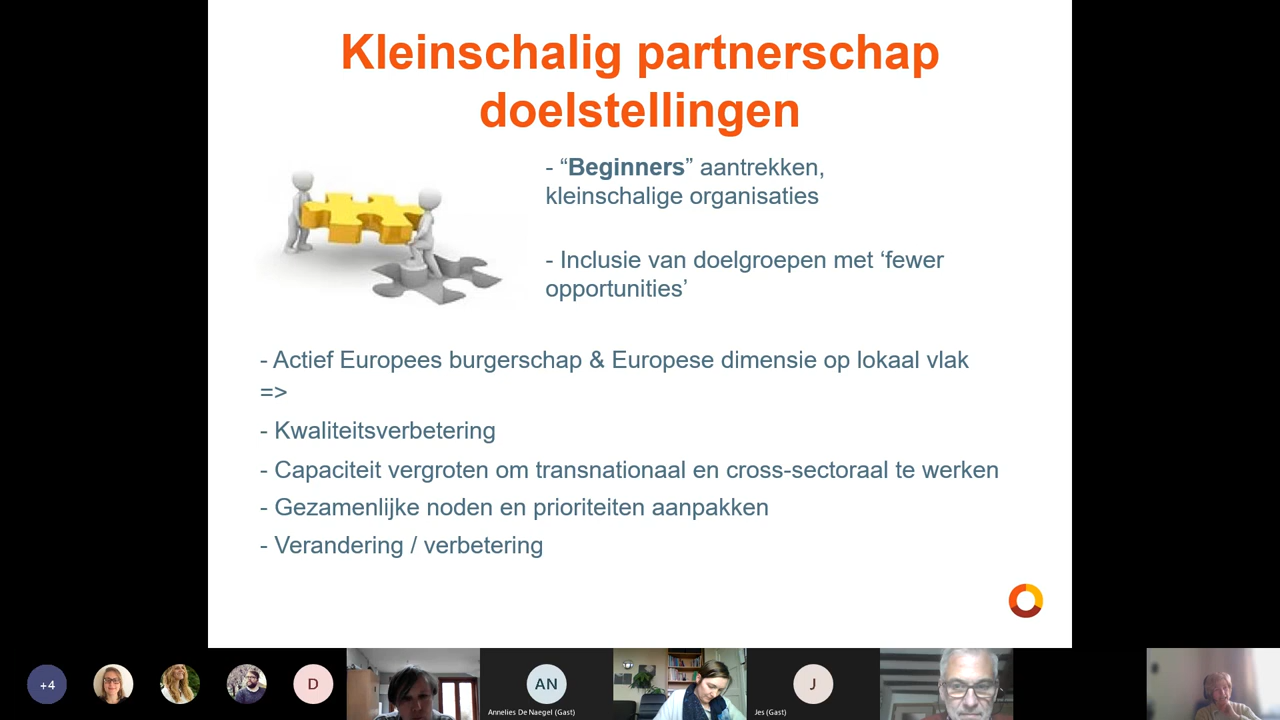 Kleinschalig partnerschap
doelstellingen
- “Beginners” aantrekken,
kleinschalige organisaties
- Inclusie van doelgroepen met ‘fewer
opportunities’
- Actief Europees burgerschap & Europese dimensie op lokaal vlak
=>
- Kwaliteitsverbetering
- Capaciteit vergroten om transnationaal en cross-sectoraal te werken
- Gezamenlijke noden en prioriteiten aanpakken
- Verandering / verbetering
+4
D
AN
Annelies De Naegel (Gast)
J
Jes (Gast)